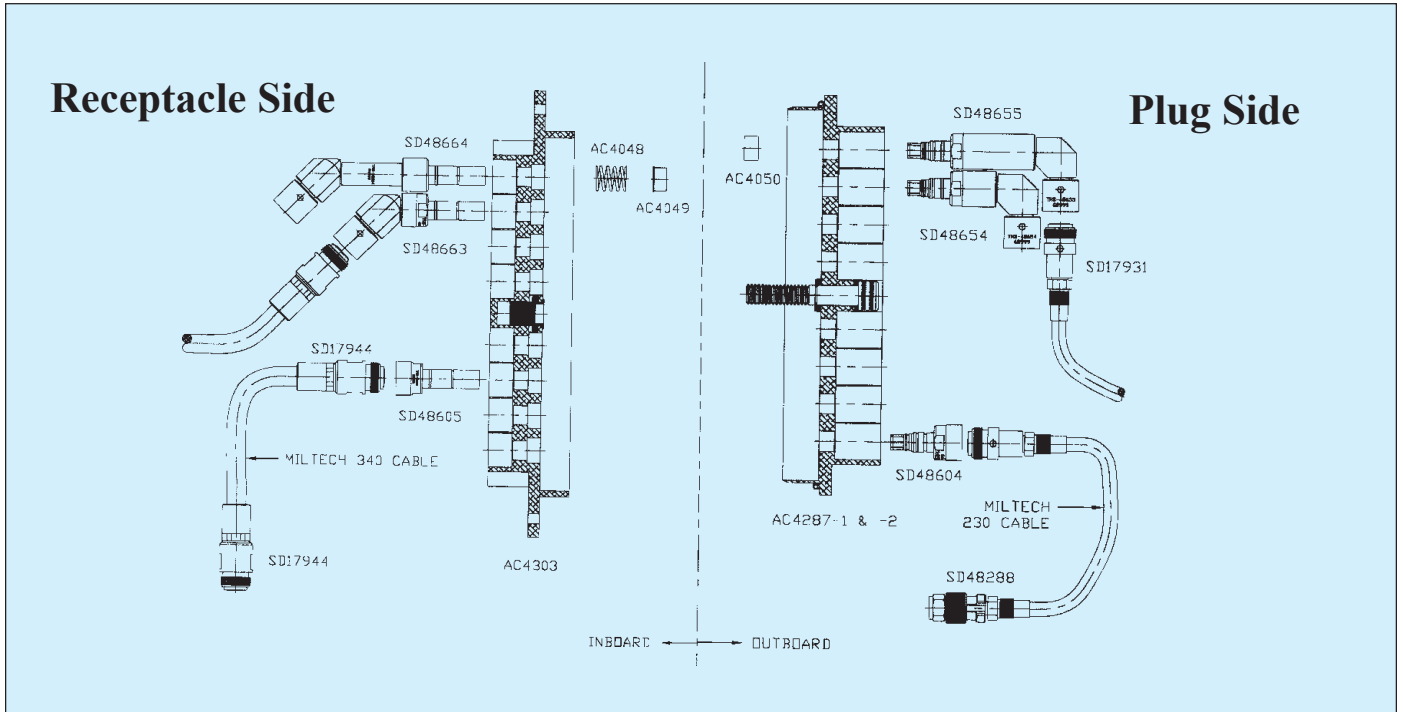 Receptacle Side
Plug Side
SD48664
AC4048
AC4049
SD48663
SD17944
SD48605
MILTECH 340 CABLE
SD17944
AC4303
SD48655
AC4050
SD48654
SD17931
SD48604
AC4287-1 & -2
MILTECH
230 CABLE
SD48288
INBOARD
OUTBOARD